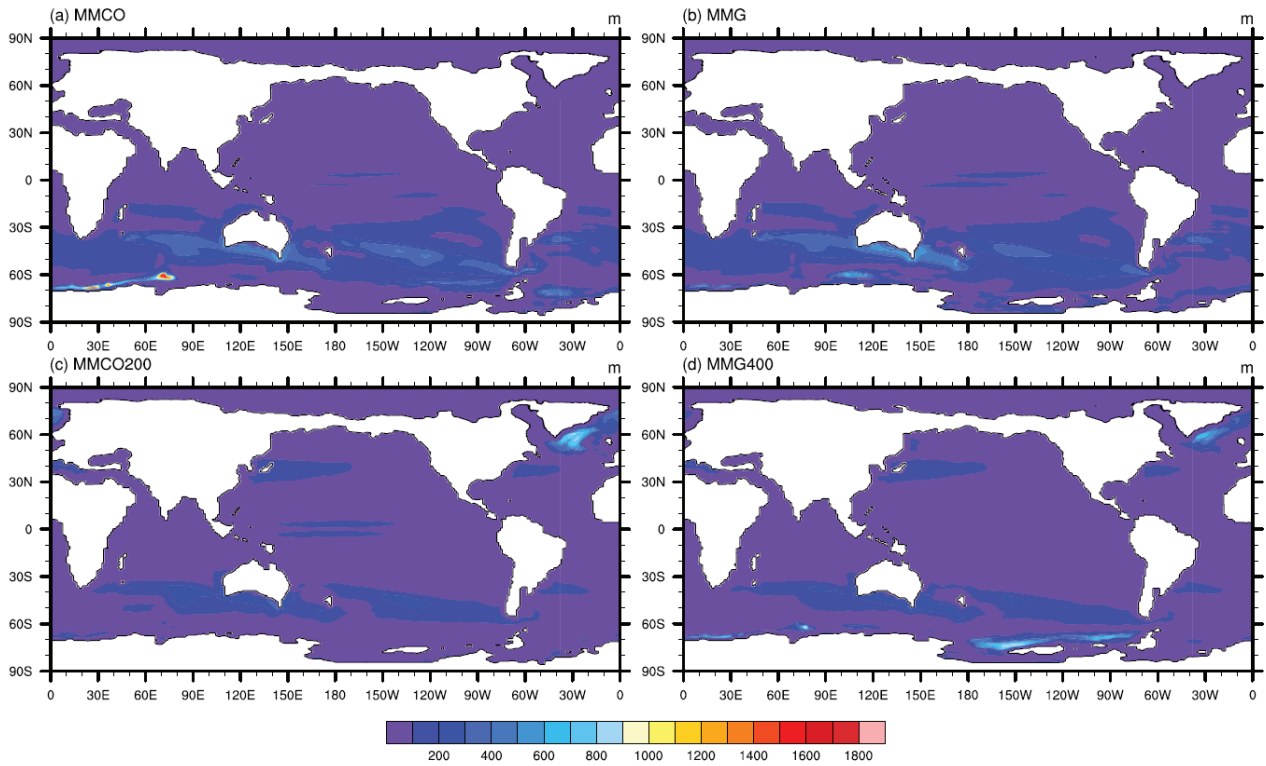 (a) MMCO m (b) MMG m
90N 90N
60N 60N
30N 30N
0 0
30S 30S
60S 60S
90S 90S
0 30E 60E 90E 120E 150E 180 150W 120W 90W 60W 30W 0 0 30E 60E 90E 120E 150E 180 150W 120W 90W 60W 30W 0
(c) MMCO200 m (d) MMG400 m
90N 90N
60N 60N
30N 30N
0 0
30S 30S
60S 60S
90S 90S
0 30E 60E 90E 120E 150E 180 150W 120W 90W 60W 30W 0 0 30E 60E 90E 120E 150E 180 150W 120W 90W 60W 30W 0
200 400 600 800 1000 1200 1400 1600 1800